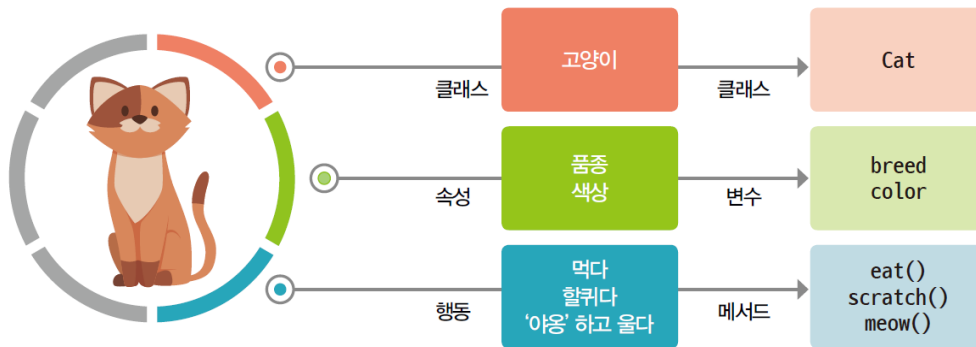 클래스
고양이
클래스
Cat
속성
품종
색상
변수
breed
color
행동
먹다
할퀴다
‘야옹’ 하고 울다
메서드
eat()
scratch()
meow()